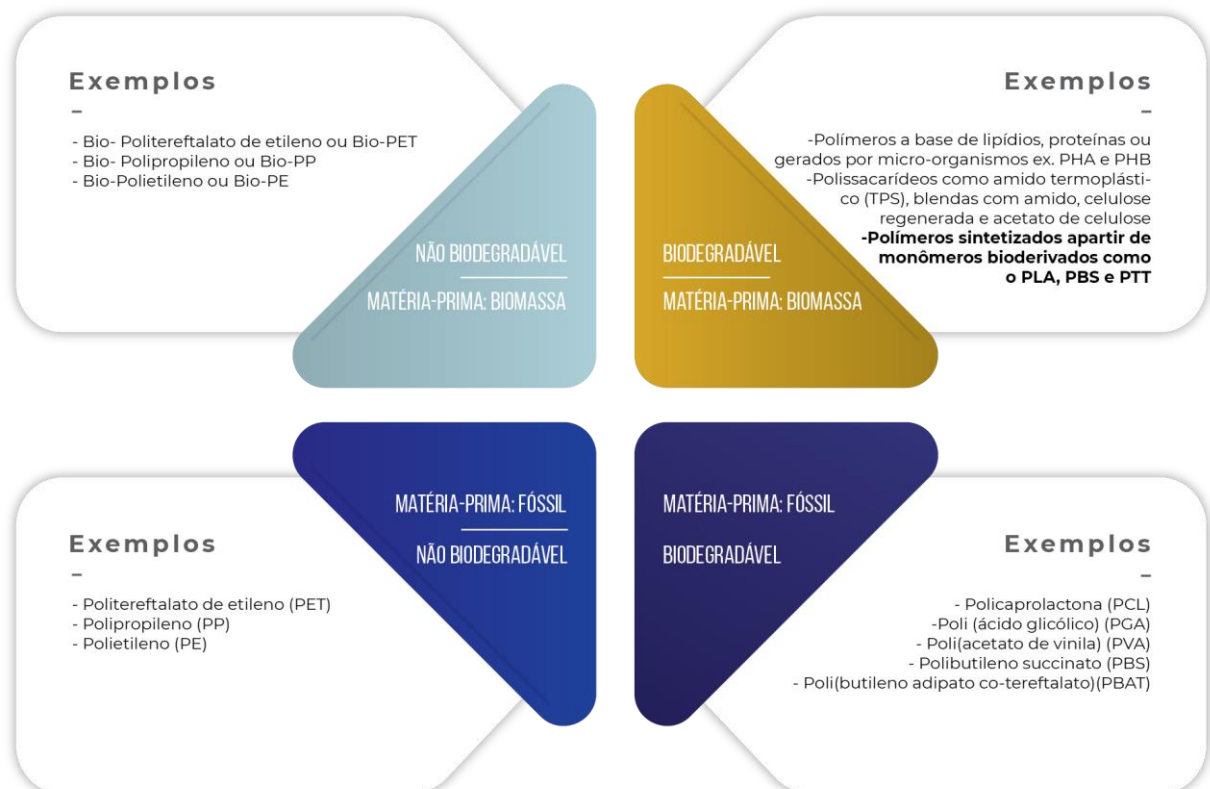 Exemplos
–
- Bio- Politereftalato de etileno ou Bio-PET
- Bio- Polipropileno ou Bio-PP
- Bio-Polietileno ou Bio-PE
NÃO BIODEGRADÁVEL
MATÉRIA-PRIMA: BIOMASSA
Exemplos
–
-Polímeros a base de lipídios, proteínas ou
gerados por micro-organismos ex. PHA e PHB
-Polissacarídeos como amido termoplásti-
co (TPS), blendas com amido, celulose
regenerada e acetato de celulose
-Polímeros sintetizados apartir de
monômeros bioderivados como
o PLA, PBS e PTT
BIODEGRADÁVEL
MATÉRIA-PRIMA: BIOMASSA
Exemplos
–
- Politereftalato de etileno (PET)
- Polipropileno (PP)
- Polietileno (PE)
MATÉRIA-PRIMA: FÓSSIL
NÃO BIODEGRADÁVEL
MATÉRIA-PRIMA: FÓSSIL
BIODEGRADÁVEL
Exemplos
–
- Policaprolactona (PCL)
-Poli (ácido glicólico) (PGA)
- Poli(acetato de vinila) (PVA)
- Polibutileno succinato (PBS)
- Poli(butileno adipato co-tereftalato)(PBAT)